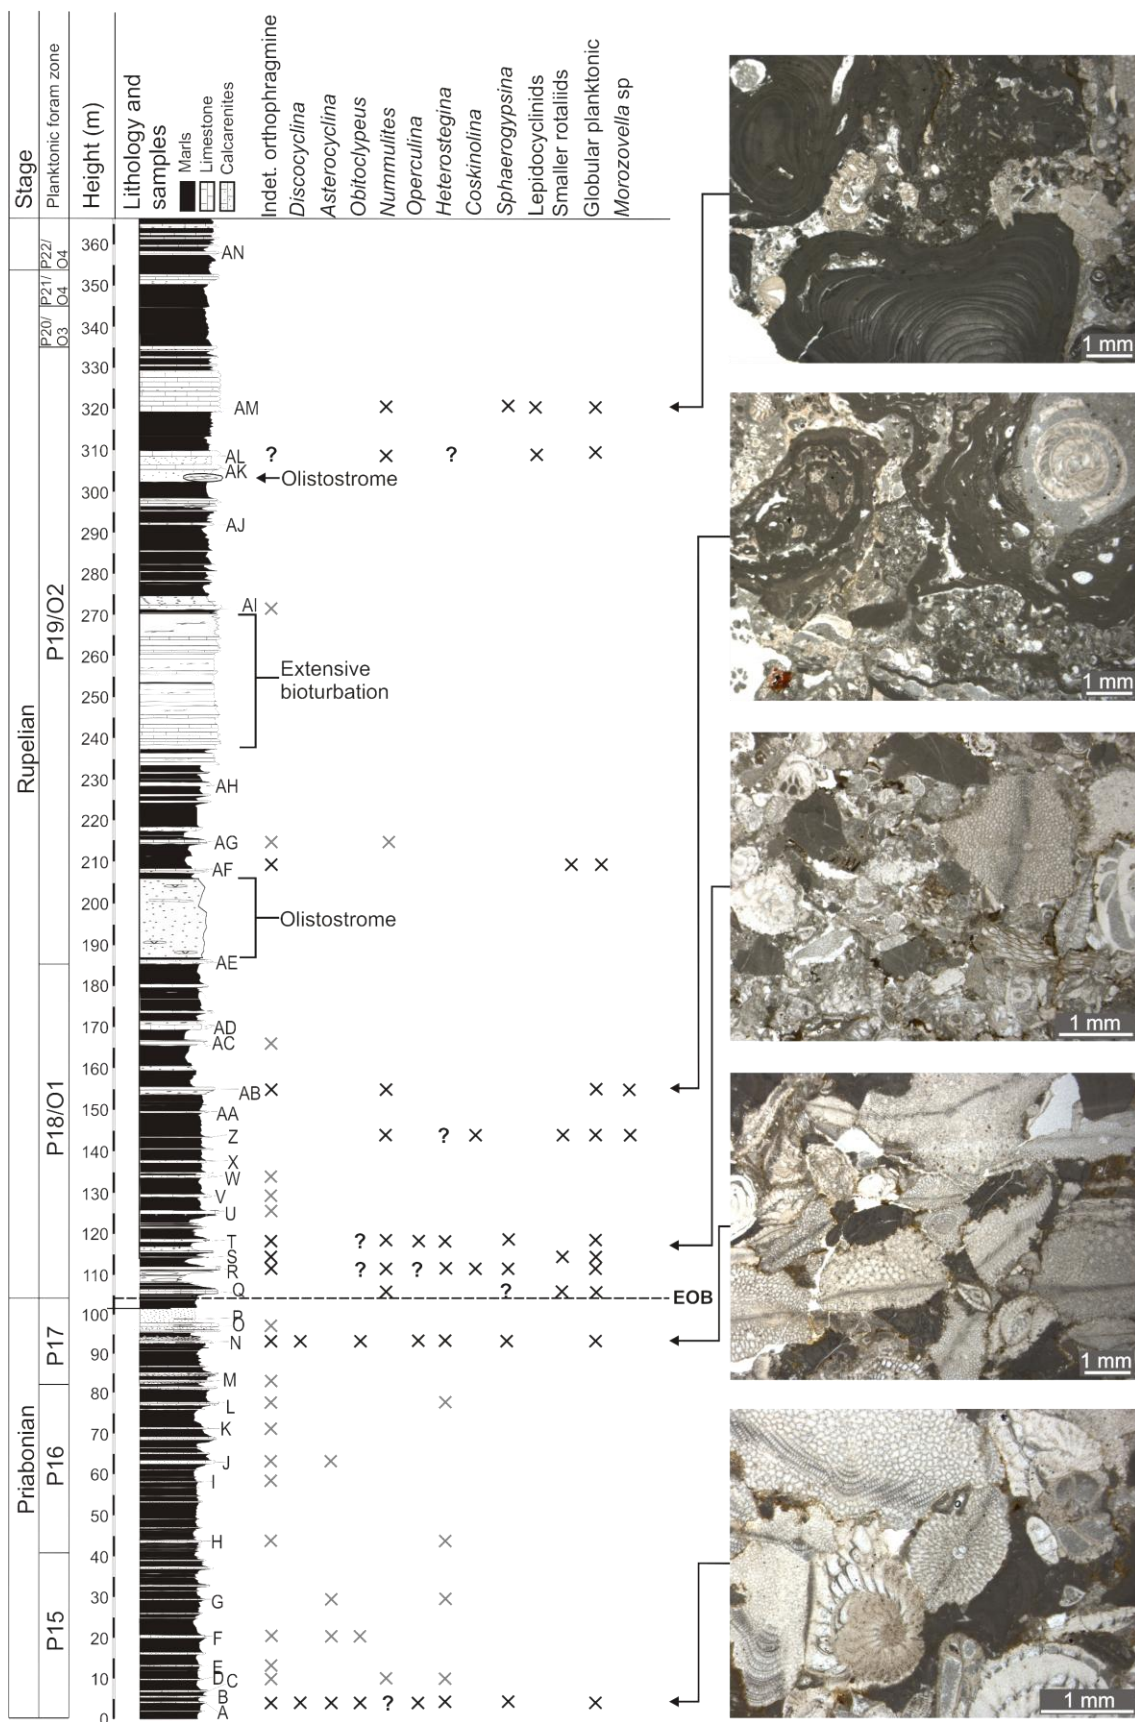 Stage
Planktonic foram zone
Height (m)
Lithology and
samples
Marls
Limestone
Calcarenites
Indet. orthophragmine
Discocyclina
Asterocyclina
Obitoclypeus
Nummulites
Operculina
Heterostegina
Coskinolina
Sphaerogypsina
Lepidocyclinids
Smaller rotaliids
Globular planktonic
Morozovella sp
Rupelian
Priabonian
P22/
O4
P21/
O4
P20/
O3
P19/O2
P18/O1
P17
P16
P15
360
350
340
330
320
310
300
290
280
270
260
250
240
230
220
210
200
190
180
170
160
150
140
130
120
110
100
90
80
70
60
50
40
30
20
10
0
AN
AM
AL
AK
AJ
AI
AH
AG
AF
AE
AD
AC
AB
AA
Z
X
W
V
U
T
S
R
Q
P
O
N
M
L
K
J
I
H
G
F
E
D C
B
A
? ?
Olistostrome
Extensive
bioturbation
Olistostrome
?
?
? ?
?
EOB
?
1 mm
1 mm
1 mm
1 mm
1 mm